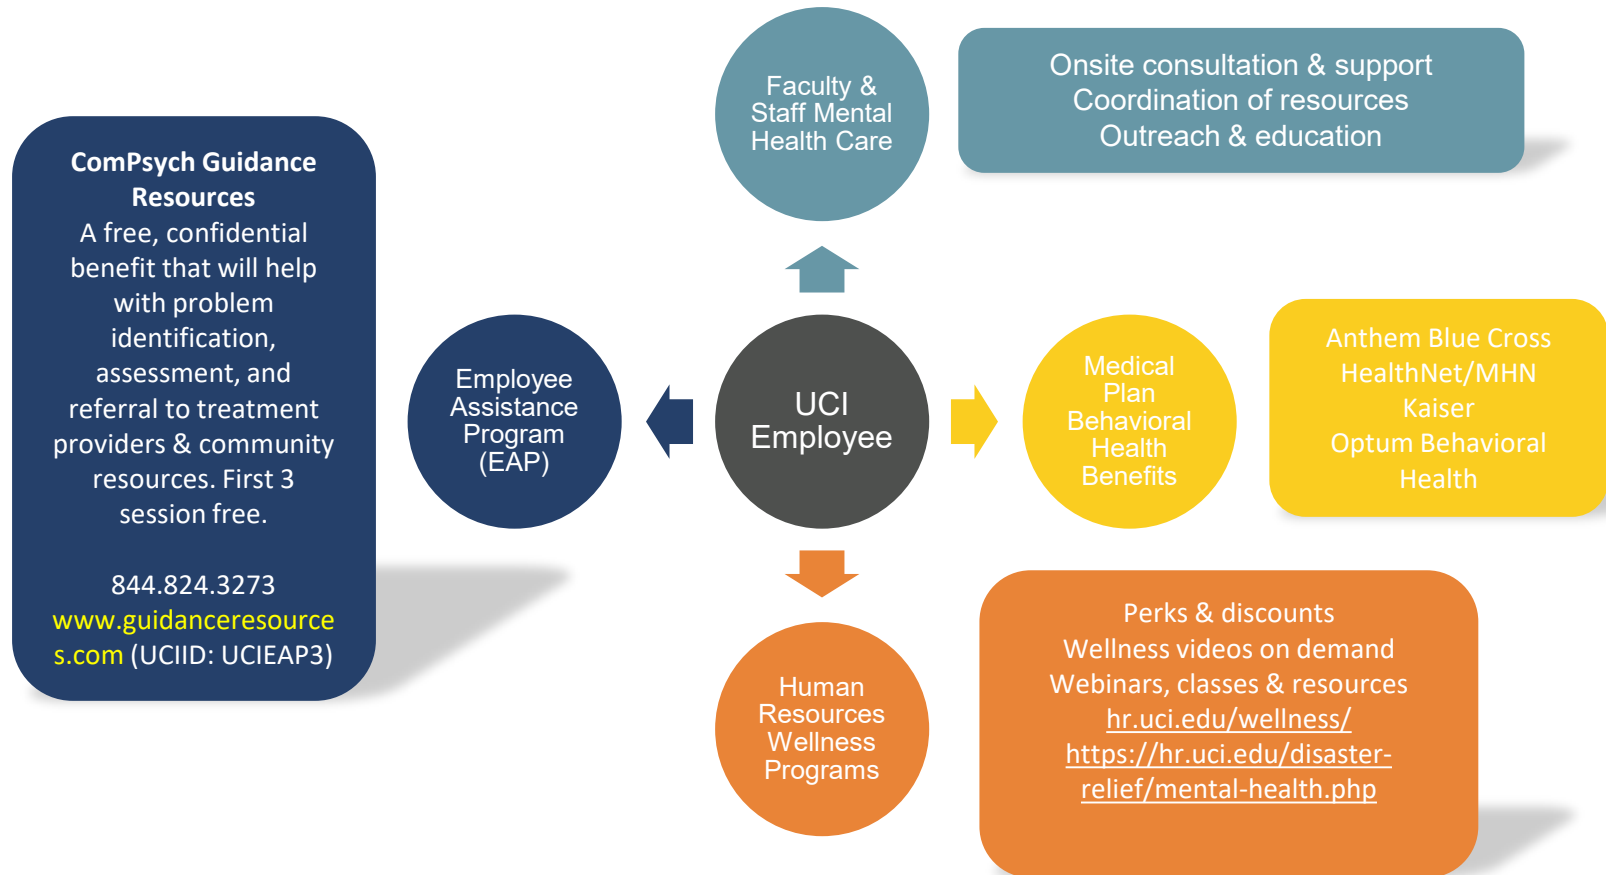 Faculty &
Staff Mental
Health Care
Onsite consultation & support
Coordination of resources
Outreach & education
ComPsych Guidance
Resources
A free, confidential
benefit that will help
with problem
identification,
assessment, and
referral to treatment
providers & community
resources. First 3
session free.
844.824.3273
www.guidanceresource
s.com (UCIID: UCIEAP3)
Employee
Assistance
Program
(EAP)
UCI
Employee
Medical
Plan
Behavioral
Health
Benefits
Anthem Blue Cross
HealthNet/MHN
Kaiser
Optum Behavioral
Health
Human
Resources
Wellness
Programs
Perks & discounts
Wellness videos on demand
Webinars, classes & resources
hr.uci.edu/wellness/
https://hr.uci.edu/disaster-
relief/mental-health.php